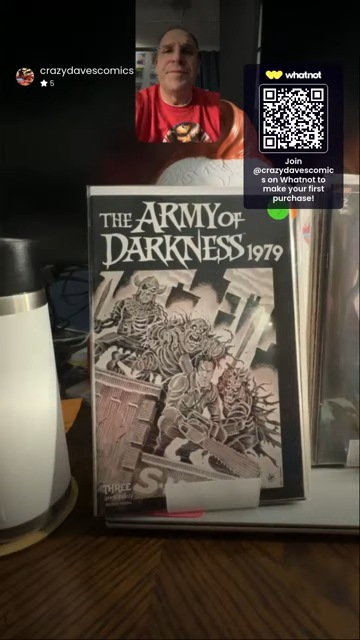 crazydavescomics
5
whatnot
Join
@crazydavescomic
s on Whatnot to
make your first
purchase!
THE ARMY OF
DARKNESS 1979
THREE